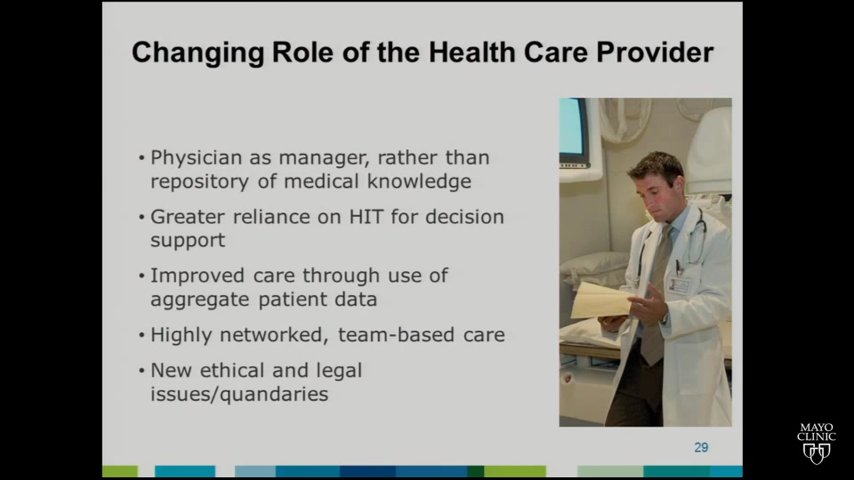 Changing Role of the Health Care Provider
• Physician as manager, rather than
repository of medical knowledge
• Greater reliance on HIT for decision
support
• Improved care through use of
aggregate patient data
• Highly networked, team-based care
• New ethical and legal
issues/quandaries
29
MAYO
CLINIC